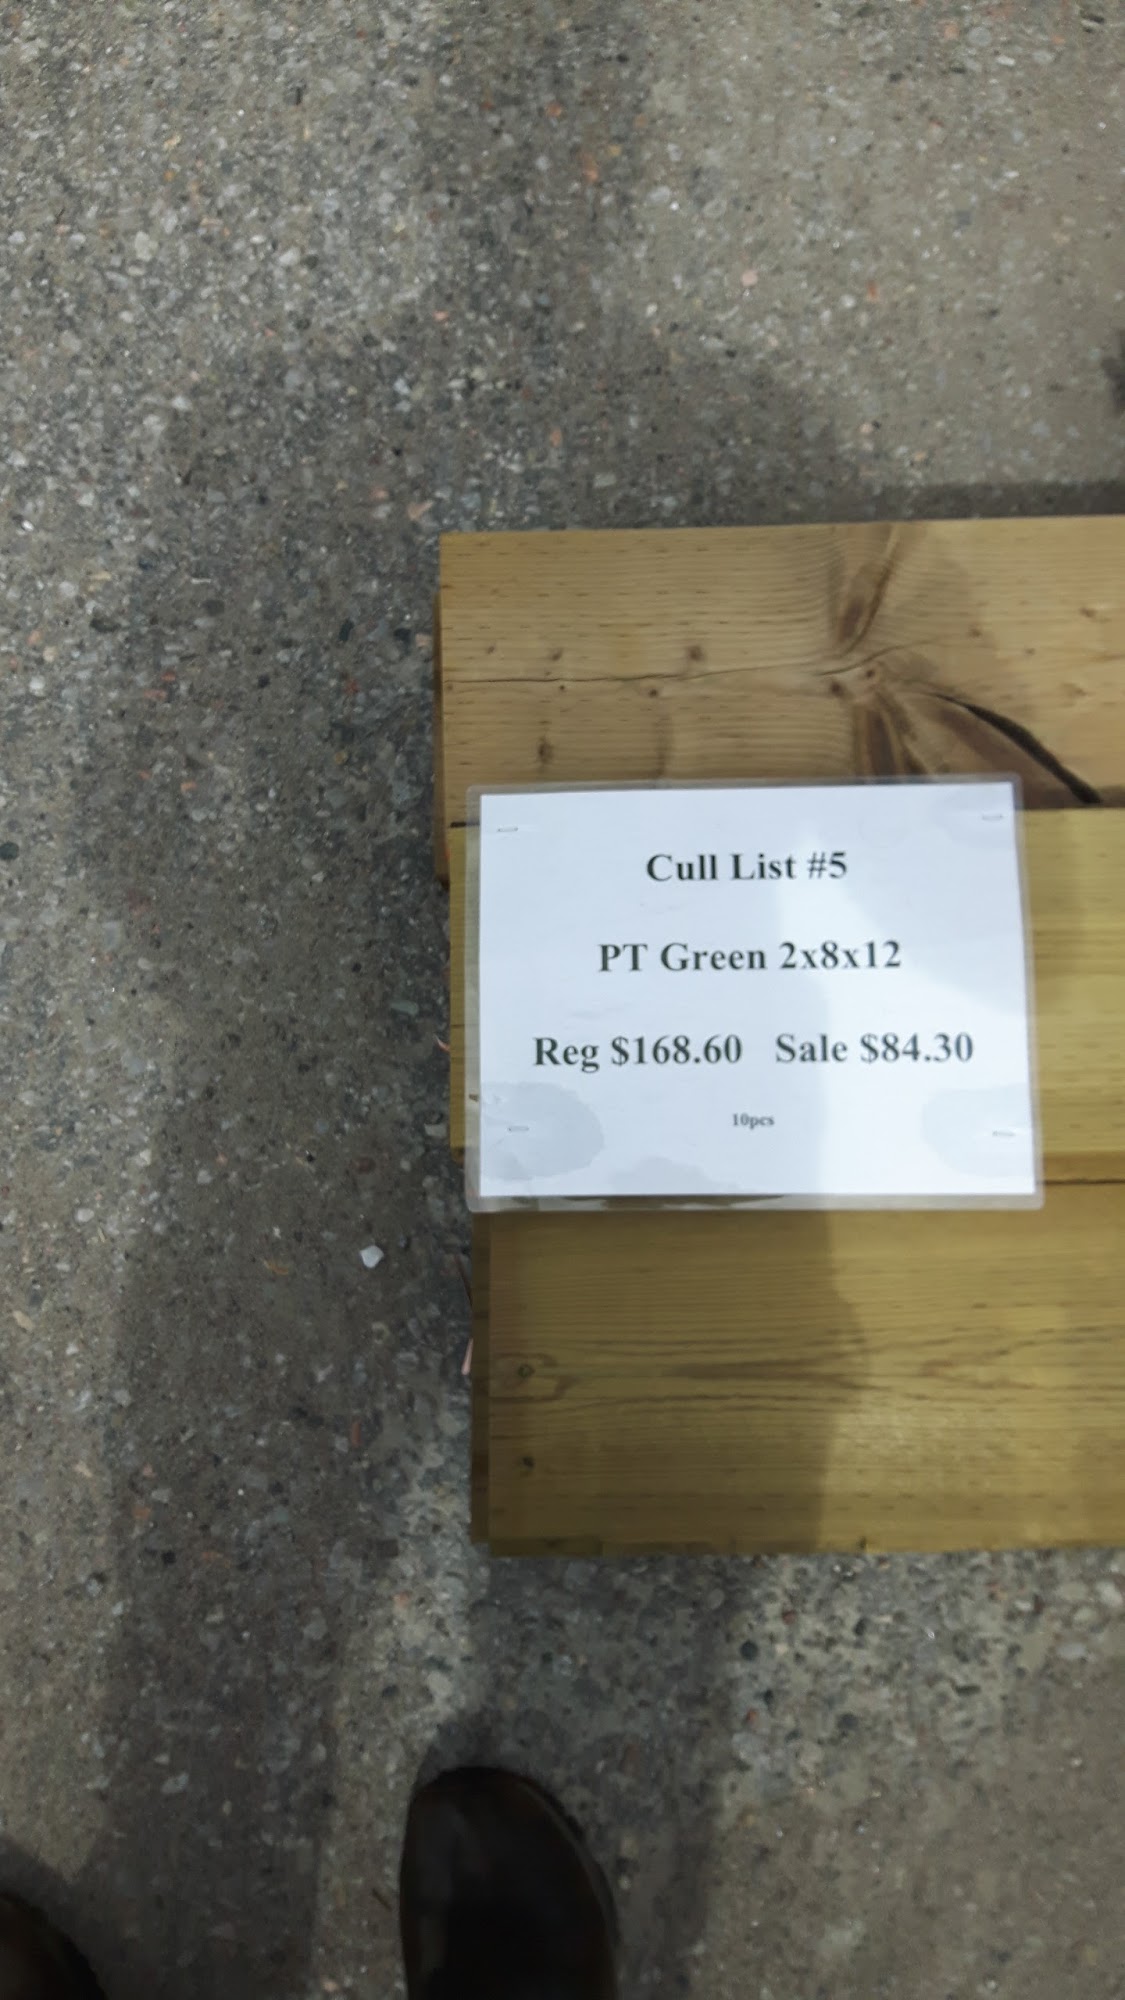 Cull List #5
PT Green 2x8x12
Reg $168.60 Sale $84.30
10pcs